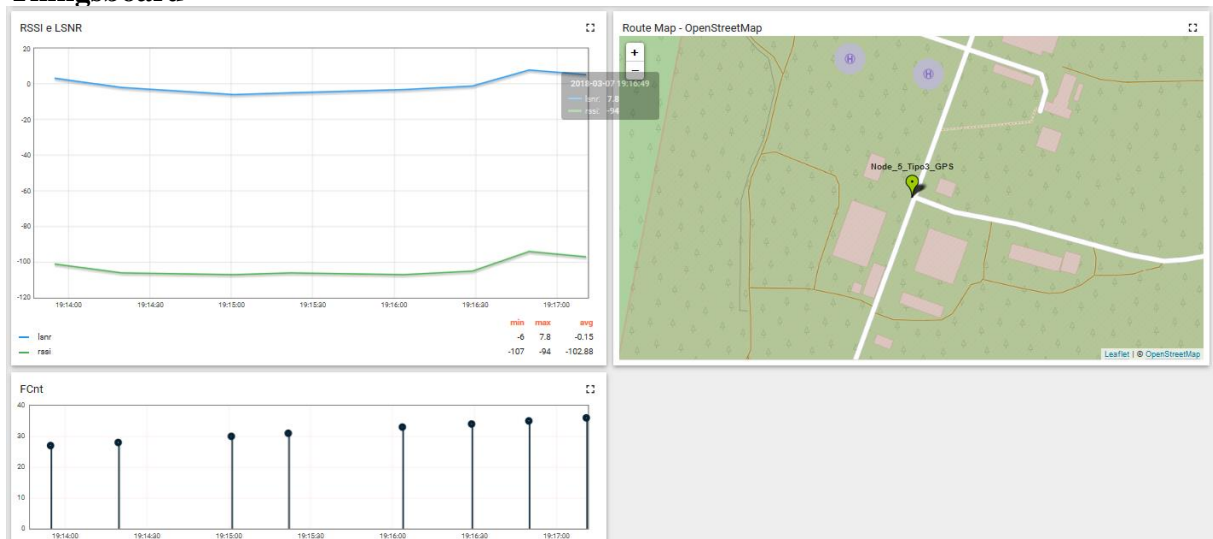 Thingsboard
RSSI e LSNR
20
0
-20
-40
-60
-80
-100
-120
19:14:00 19:14:30 19:15:00 19:15:30 19:16:00 19:16:30 19:17:00
2018-03-07 19:16:49
lsnr: 7.8
rssi: -94
min max avg
lsnr -6 7.8 -0.15
rssi -107 -94 -102.88
Route Map - OpenStreetMap
+
−
H
H
Node_5_Tipo3_GPS
Leaflet | © OpenStreetMap
FCnt
40
30
20
10
0
19:14:00 19:14:30 19:15:00 19:15:30 19:16:00 19:16:30 19:17:00